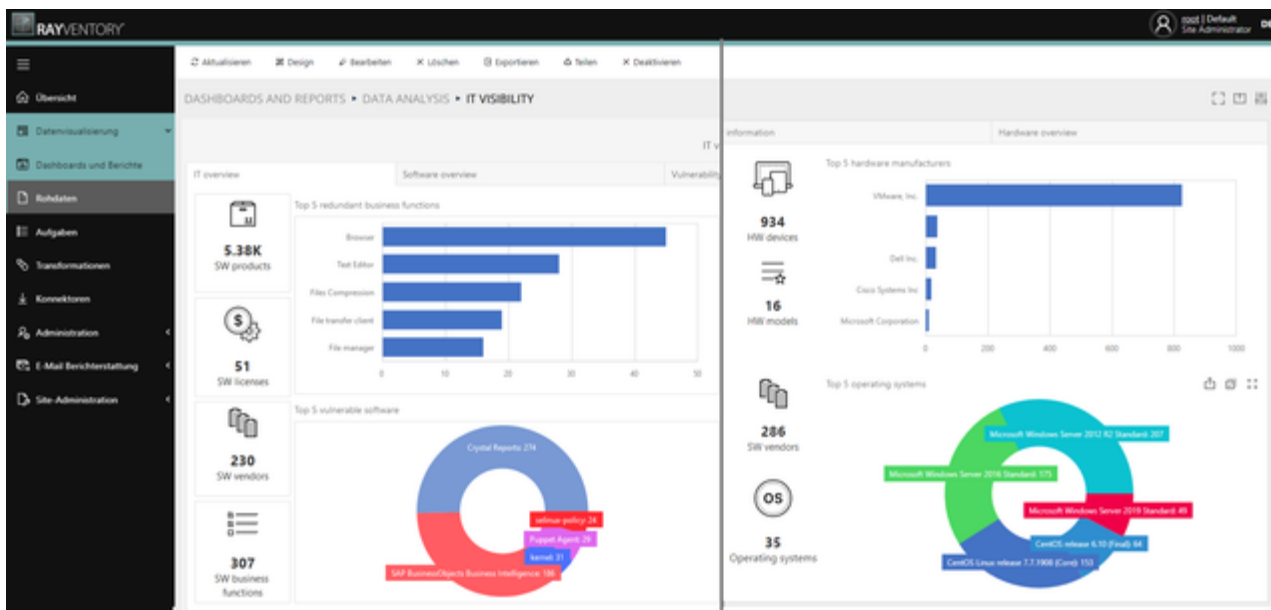 RAYVENTORY
root | Default
Site Administrator
DE
Aktualisieren Design Bearbeiten Löschen Exportieren Teilen Deaktivieren
Übersicht
Datenvisualisierung
Dashboards und Berichte
Rohdaten
Aufgaben
Transformationen
Konnektoren
Administration
E-Mail Berichterstattung
Site-Administration
DASHBOARDS AND REPORTS ▸ DATA ANALYSIS ▸ IT VISIBILITY
IT v
IT overview Software overview Vulnerability
5.38K
SW products
51
SW licenses
230
SW vendors
307
SW business
functions
Top 5 redundant business functions
Browser
Text Editor
Files Compression
File transfer client
File manager
0 10 20 30 40 50
Top 5 vulnerable software
Crystal Reports: 274
selinux-policy: 24
Puppet Agent: 29
kernel: 31
SAP BusinessObjects Business Intelligence: 186
information Hardware overview
934
HW devices
16
HW models
286
SW vendors
OS
35
Operating systems
Top 5 hardware manufacturers
VMware, Inc.
Dell Inc.
Cisco Systems Inc
Microsoft Corporation
0 200 400 600 800 1000
Top 5 operating systems
Microsoft Windows Server 2012 R2 Standard: 207
Microsoft Windows Server 2016 Standard: 175
Microsoft Windows Server 2019 Standard: 49
CentOS release 6.10 (Final): 64
CentOS Linux release 7.7.1908 (Core): 153